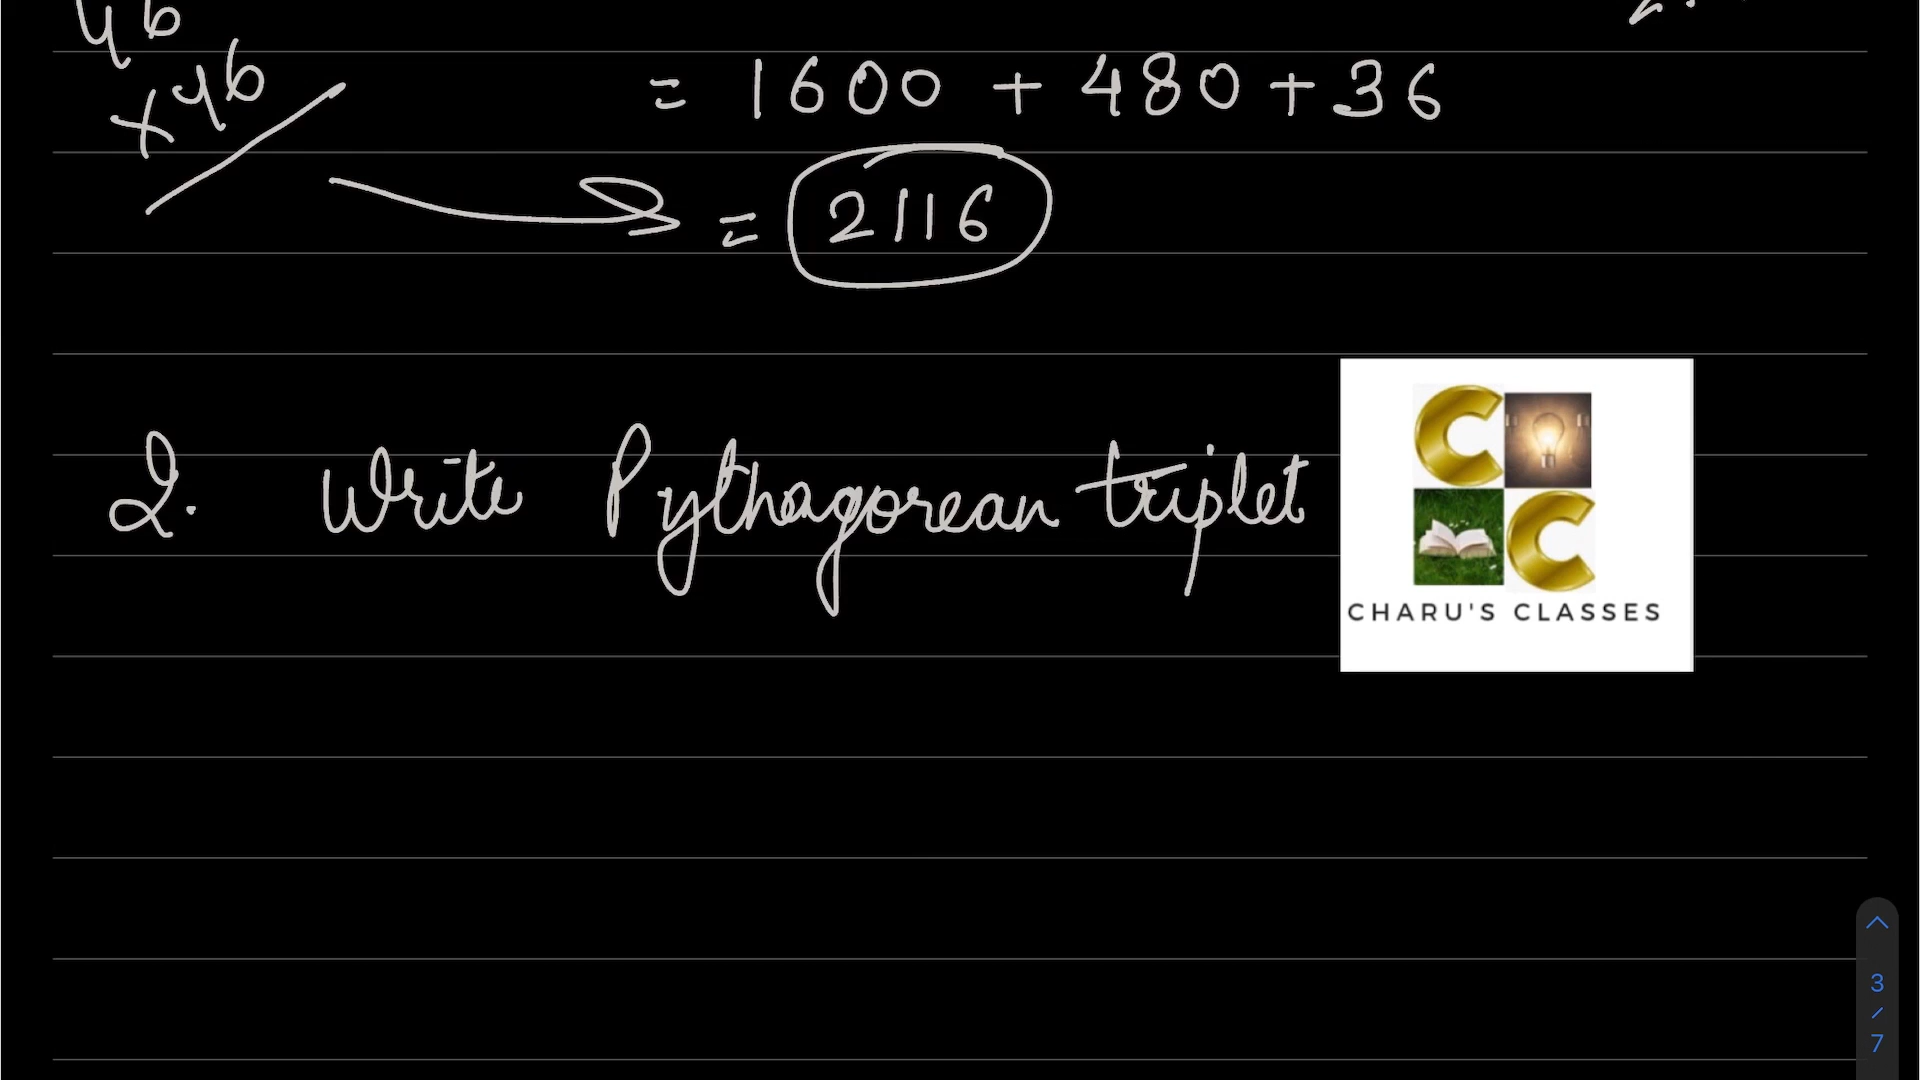 46
×46
= 1600 + 480 + 36
= 2116
2. Write Pythagorean triplet
CHARU'S CLASSES
3
/
7